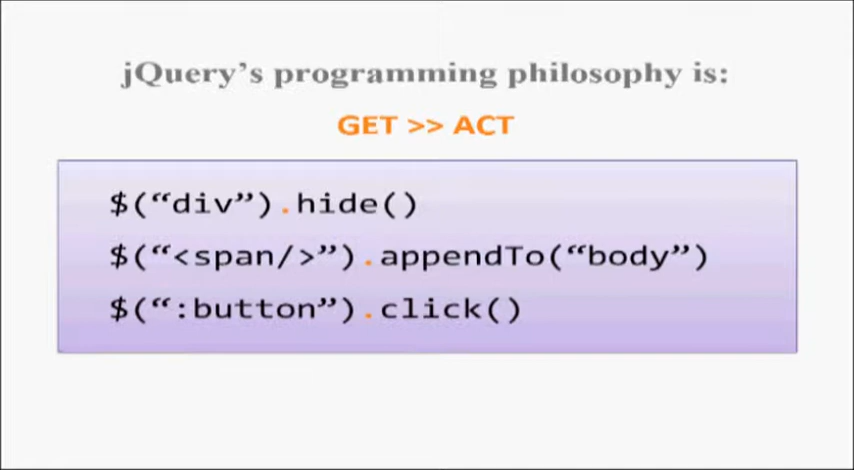 jQuery’s programming philosophy is:
GET >> ACT
$(“div”).hide()
$(“<span/>”).appendTo(“body”)
$(“:button”).click()